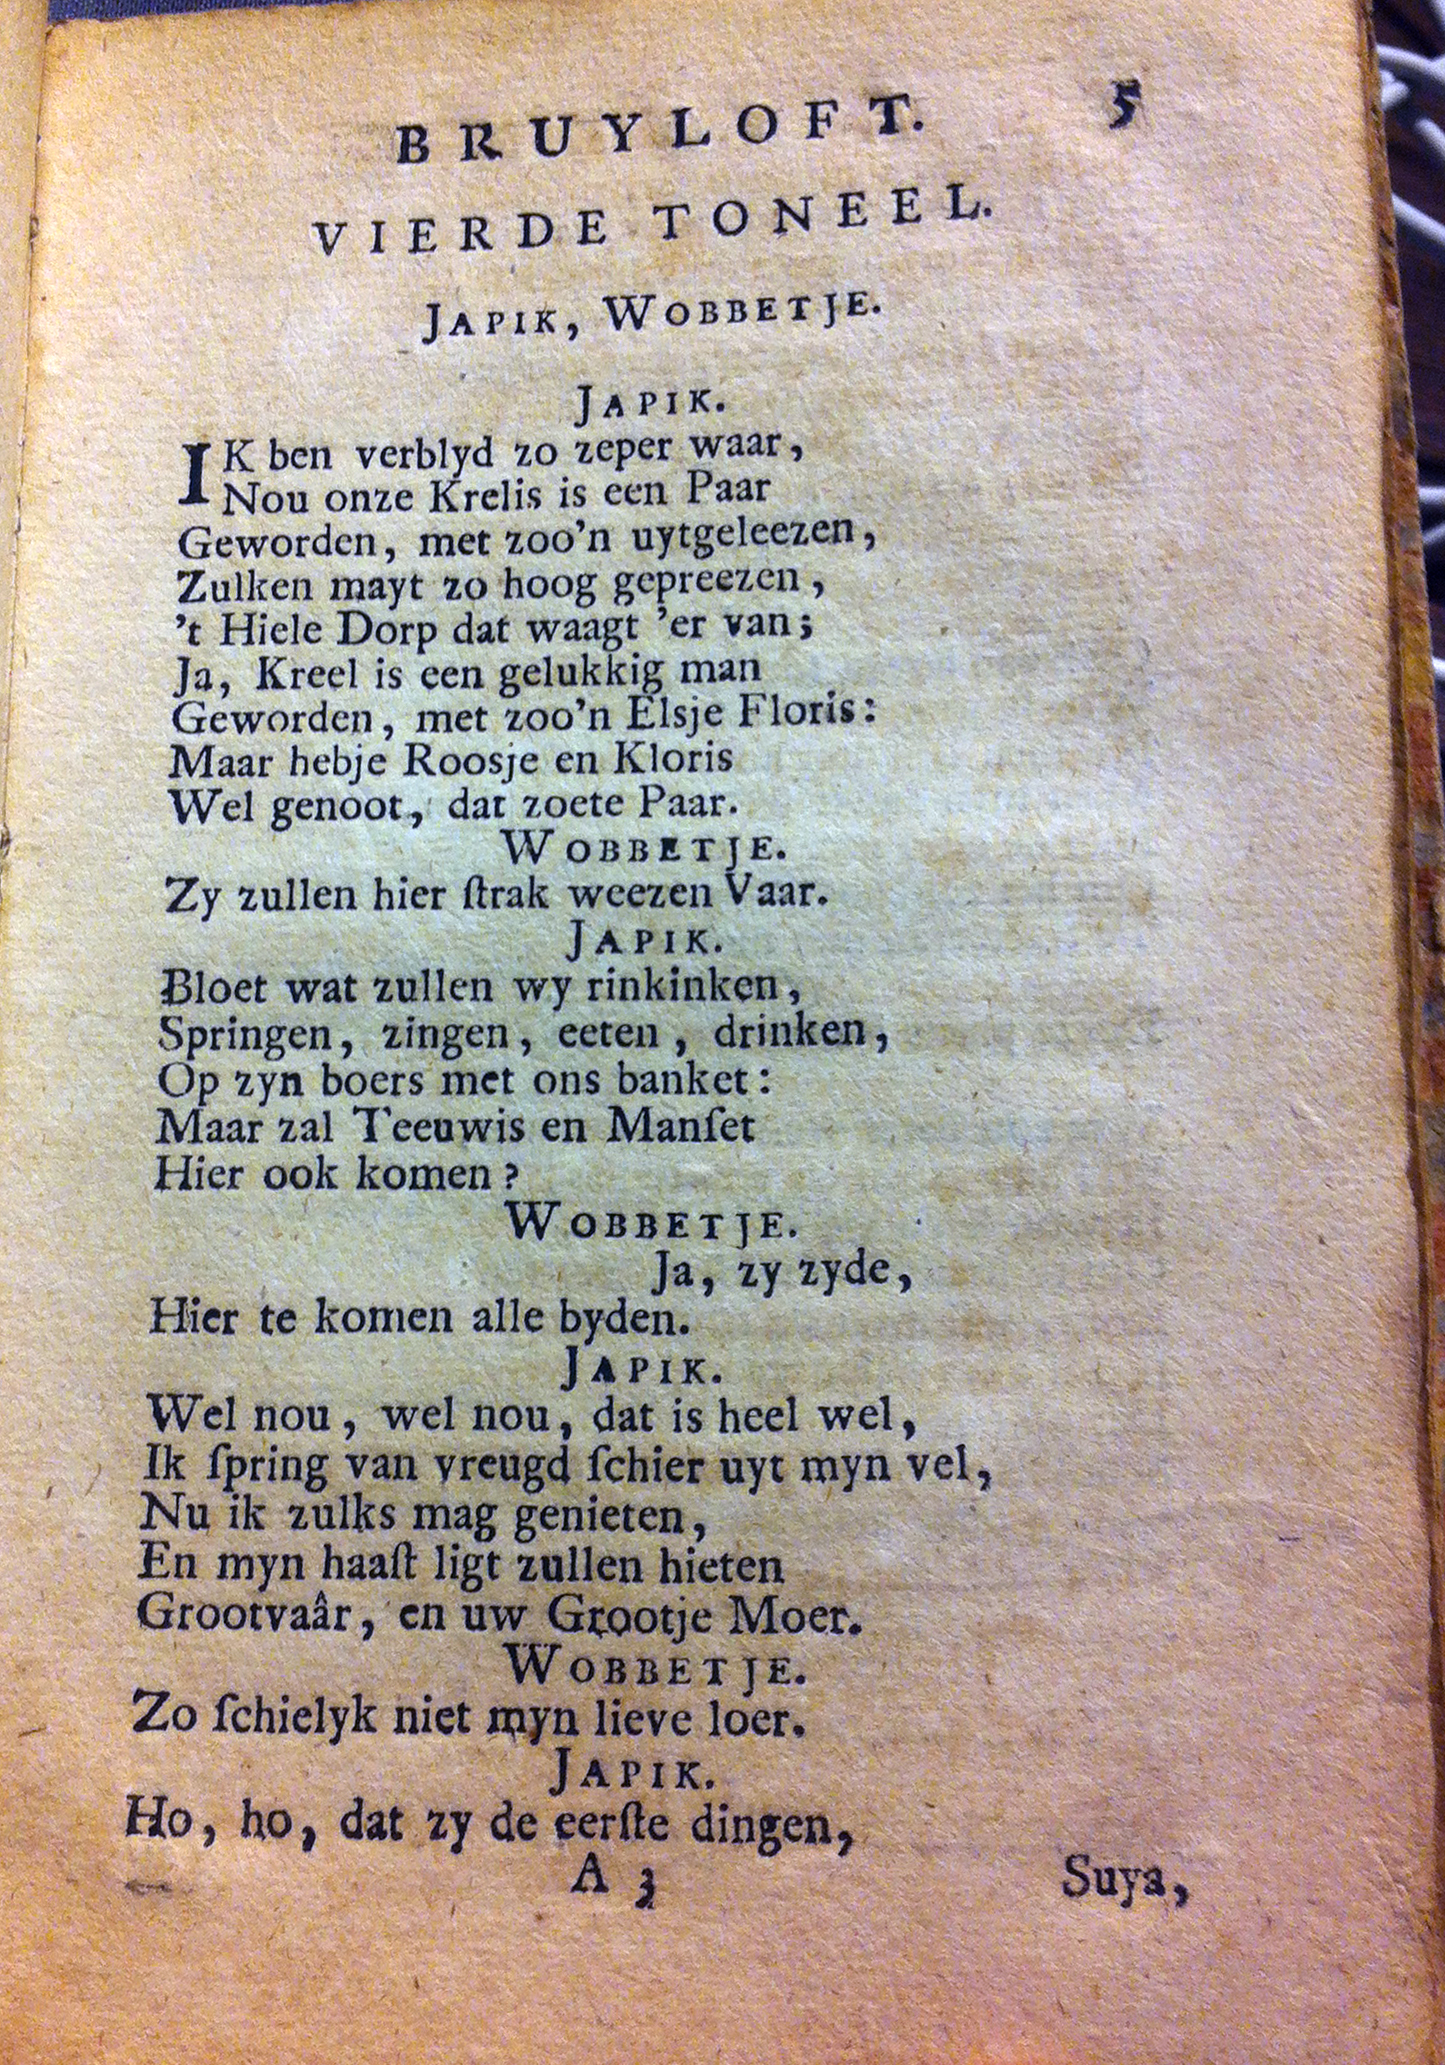 BRUYLOFT. 5
VIERDE TONEEL.
JAPIK, WOBBETJE.
JAPIK.
IK ben verblyd zo zeper waar,
Nou onze Krelis is een Paar
Geworden, met zoo'n uytgeleezen,
Zulken mayt zo hoog gepreezen,
't Hiele Dorp dat waagt 'er van;
Ja, Kreel is een gelukkig man
Geworden, met zoo'n Elsje Floris:
Maar hebje Roosje en Kloris
Wel genoot, dat zoete Paar.
WOBBETJE.
Zy zullen hier ſtrak weezen Vaar.
JAPIK.
Bloet wat zullen wy rinkinken,
Springen, zingen, eeten, drinken,
Op zyn boers met ons banket:
Maar zal Teeuwis en Manſet
Hier ook komen?
WOBBETJE.
Ja, zy zyde,
Hier te komen alle byden.
JAPIK.
Wel nou, wel nou, dat is heel wel,
Ik ſpring van vreugd ſchier uyt myn vel,
Nu ik zulks mag genieten,
En myn haaſt ligt zullen hieten
Grootvaâr, en uw Grootje Moer.
WOBBETJE.
Zo ſchielyk niet myn lieve loer.
JAPIK.
Ho, ho, dat zy de eerſte dingen,
A 3 Suya,